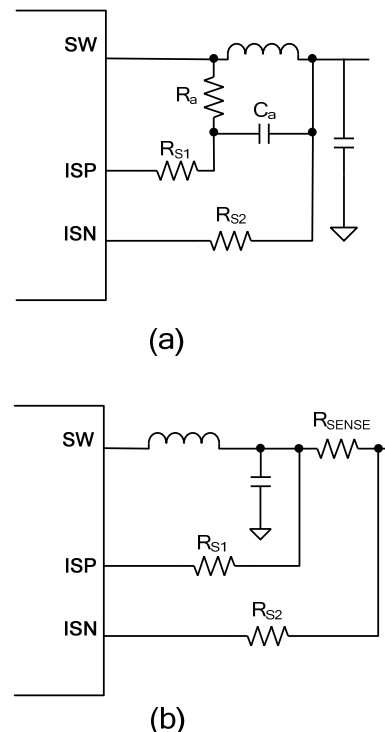 SW
Ra
Ca
RS1
ISP
RS2
ISN
(a)
RSENSE
SW
RS1
ISP
RS2
ISN
(b)